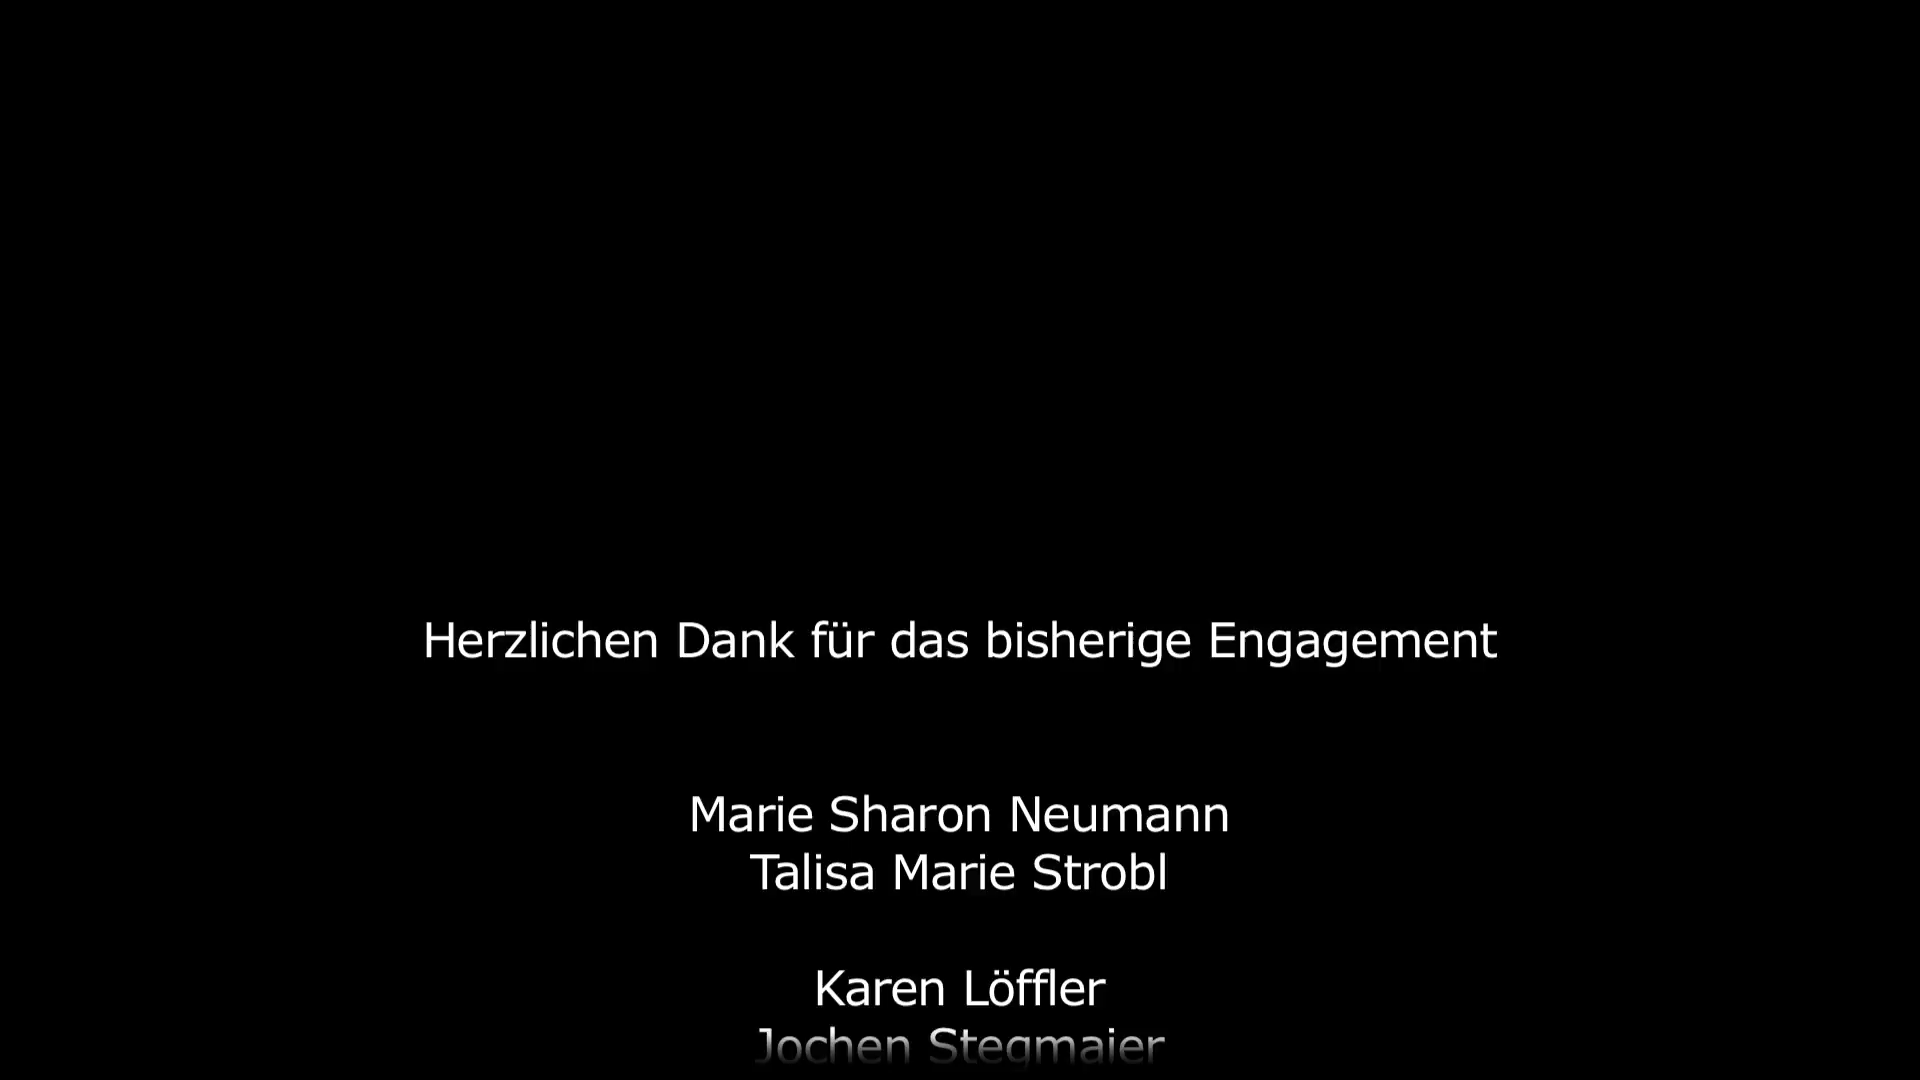 Herzlichen Dank für das bisherige Engagement
Marie Sharon Neumann
Talisa Marie Strobl
Karen Löffler
Jochen Stegmaier